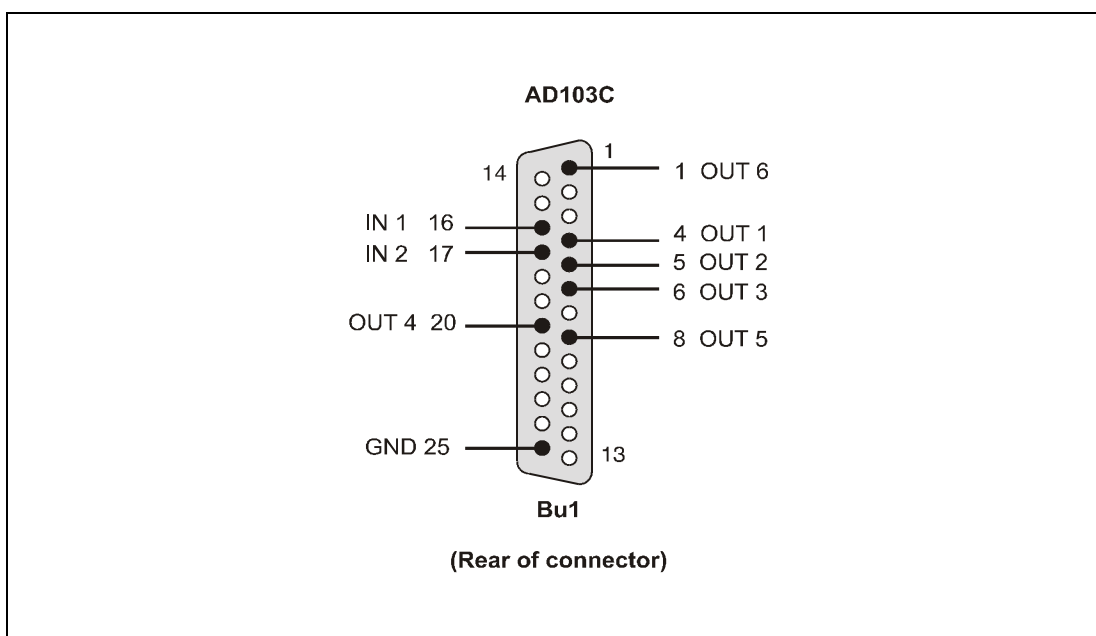 AD103C
1
14
1 OUT 6
IN 1 16
IN 2 17
4 OUT 1
5 OUT 2
6 OUT 3
OUT 4 20
8 OUT 5
GND 25
13
Bu1
(Rear of connector)